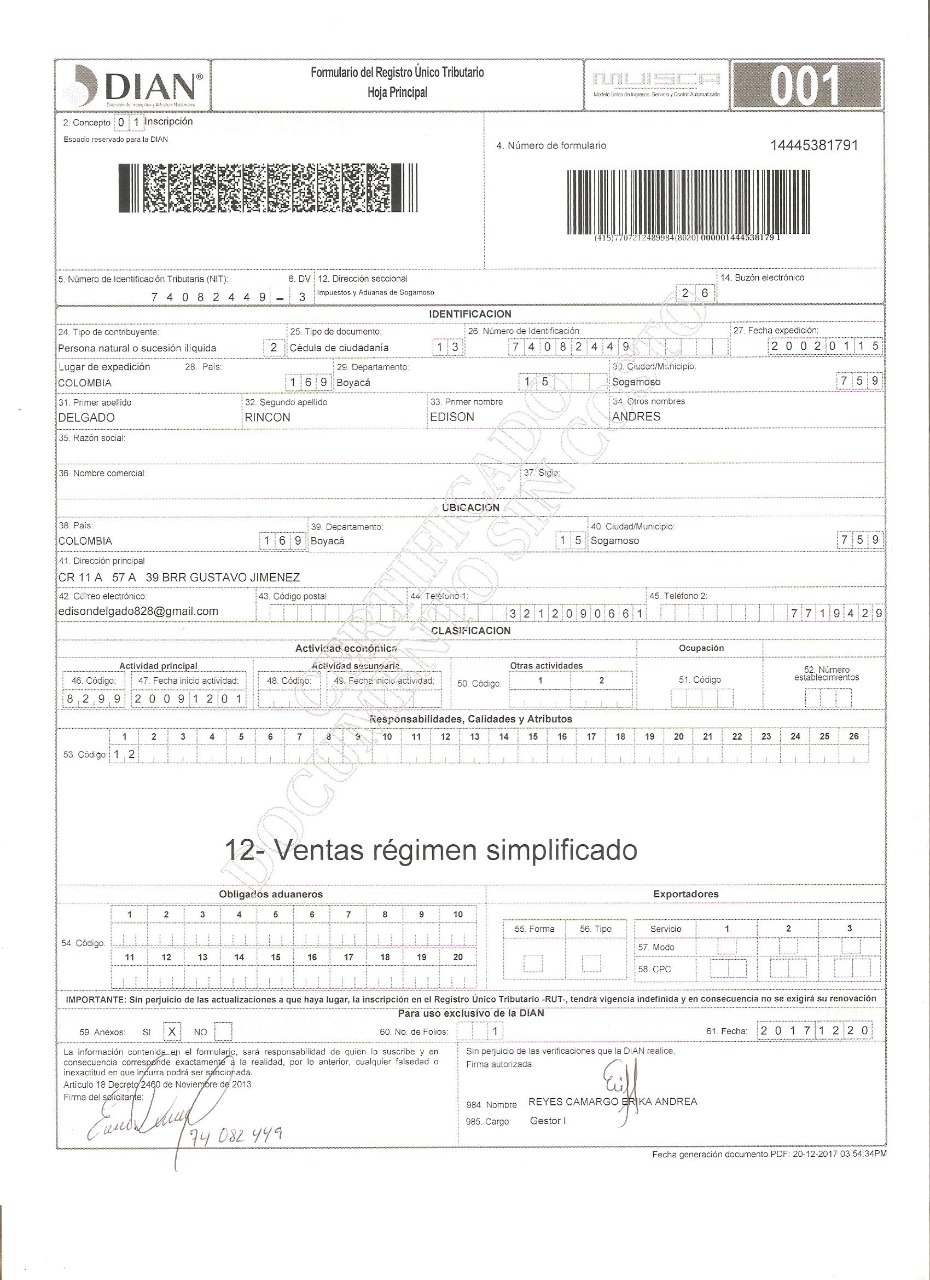 DIAN®
Dirección de Impuestos y Aduanas Nacionales
Formulario del Registro Único Tributario
Hoja Principal
MUISCA
Modelo Único de Ingresos, Servicio y Control Automatizado
001
2. Concepto 0 1 Inscripción
Espacio reservado para la DIAN
4. Número de formulario 14445381791
(415)7707212489984(8020) 000001444538179 1
5. Número de Identificación Tributaria (NIT): 6. DV 12. Dirección seccional 14. Buzón electrónico
7 4 0 8 2 4 4 9 - 3 Impuestos y Aduanas de Sogamoso 2 6
IDENTIFICACION
24. Tipo de contribuyente: 25. Tipo de documento: 26. Número de Identificación: 27. Fecha expedición:
Persona natural o sucesión ilíquida 2 Cédula de ciudadanía 1 3 7 4 0 8 2 4 4 9 2 0 0 2 0 1 1 5
Lugar de expedición 28. País: 29. Departamento: 30. Ciudad/Municipio:
COLOMBIA 1 6 9 Boyacá 1 5 Sogamoso 7 5 9
31. Primer apellido 32. Segundo apellido 33. Primer nombre 34. Otros nombres
DELGADO RINCON EDISON ANDRES
35. Razón social:
36. Nombre comercial: 37. Sigla:
UBICACION
38. País: 39. Departamento: 40. Ciudad/Municipio:
COLOMBIA 1 6 9 Boyacá 1 5 Sogamoso 7 5 9
41. Dirección principal
CR 11 A 57 A 39 BRR GUSTAVO JIMENEZ
42. Correo electrónico: 43. Código postal 44. Teléfono 1: 45. Teléfono 2:
edisondelgado828@gmail.com 3 2 1 2 0 9 0 6 6 1 7 7 1 9 4 2 9
CLASIFICACION
Actividad económica Ocupación
Actividad principal Actividad secundaria Otras actividades 52. Número establecimientos
46. Código: 47. Fecha inicio actividad: 48. Código: 49. Fecha inicio actividad: 50. Código: 1 2 51. Código
8 2 9 9 2 0 0 9 1 2 0 1
Responsabilidades, Calidades y Atributos
1 2 3 4 5 6 7 8 9 10 11 12 13 14 15 16 17 18 19 20 21 22 23 24 25 26
53. Código: 1 2
12- Ventas régimen simplificado
CERTIFICADO
DOCUMENTO SIN COSTO
Obligados aduaneros Exportadores
1 2 3 4 5 6 7 8 9 10
55. Forma 56. Tipo Servicio 1 2 3
54. Código: 57. Modo
11 12 13 14 15 16 17 18 19 20
58. CPC
IMPORTANTE: Sin perjuicio de las actualizaciones a que haya lugar, la inscripción en el Registro Único Tributario -RUT-, tendrá vigencia indefinida y en consecuencia no se exigirá su renovación
Para uso exclusivo de la DIAN
59. Anexos: SI X NO 60. No. de Folios: 1 61. Fecha: 2 0 1 7 1 2 2 0
La información contenida en el formulario, será responsabilidad de quien lo suscribe y en
consecuencia corresponde exactamente a la realidad, por lo anterior, cualquier falsedad o
inexactitud en que incurra podrá ser sancionada.
Artículo 18 Decreto 2460 de Noviembre de 2013
Firma del solicitante:
74 082 449
Sin perjuicio de las verificaciones que la DIAN realice.
Firma autorizada:
984. Nombre REYES CAMARGO ERIKA ANDREA
985. Cargo: Gestor I
Fecha generación documento PDF: 20-12-2017 03:54:34PM